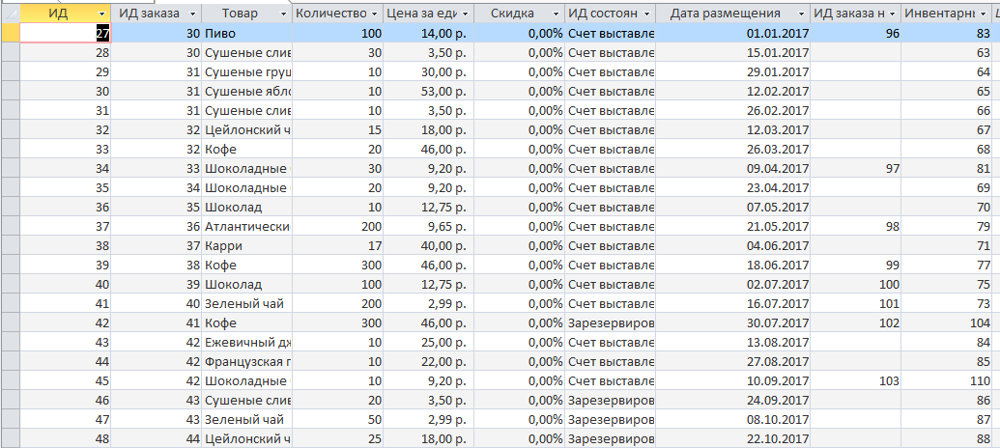 ИД ИД заказа Товар Количество Цена за еди Скидка ИД состоян Дата размещения ИД заказа н Инвентарнь
27 30 Пиво 100 14,00 р. 0,00% Счет выставле 01.01.2017 96 83
28 30 Сушеные слив 30 3,50 р. 0,00% Счет выставле 15.01.2017 63
29 31 Сушеные груш 10 30,00 р. 0,00% Счет выставле 29.01.2017 64
30 31 Сушеные ябло 10 53,00 р. 0,00% Счет выставле 12.02.2017 65
31 31 Сушеные слив 10 3,50 р. 0,00% Счет выставле 26.02.2017 66
32 32 Цейлонский ч 15 18,00 р. 0,00% Счет выставле 12.03.2017 67
33 32 Кофе 20 46,00 р. 0,00% Счет выставле 26.03.2017 68
34 33 Шоколадные 30 9,20 р. 0,00% Счет выставле 09.04.2017 97 81
35 34 Шоколадные 20 9,20 р. 0,00% Счет выставле 23.04.2017 69
36 35 Шоколад 10 12,75 р. 0,00% Счет выставле 07.05.2017 70
37 36 Атлантически 200 9,65 р. 0,00% Счет выставле 21.05.2017 98 79
38 37 Карри 17 40,00 р. 0,00% Счет выставле 04.06.2017 71
39 38 Кофе 300 46,00 р. 0,00% Счет выставле 18.06.2017 99 77
40 39 Шоколад 100 12,75 р. 0,00% Счет выставле 02.07.2017 100 75
41 40 Зеленый чай 200 2,99 р. 0,00% Счет выставле 16.07.2017 101 73
42 41 Кофе 300 46,00 р. 0,00% Зарезервиров 30.07.2017 102 104
43 42 Ежевичный дж 10 25,00 р. 0,00% Счет выставле 13.08.2017 84
44 42 Французская г 10 22,00 р. 0,00% Счет выставле 27.08.2017 85
45 42 Шоколадные 10 9,20 р. 0,00% Счет выставле 10.09.2017 103 110
46 43 Сушеные слив 20 3,50 р. 0,00% Зарезервиров 24.09.2017 86
47 43 Зеленый чай 50 2,99 р. 0,00% Зарезервиров 08.10.2017 87
48 44 Цейлонский ч 25 18,00 р. 0,00% Зарезервиров 22.10.2017 88